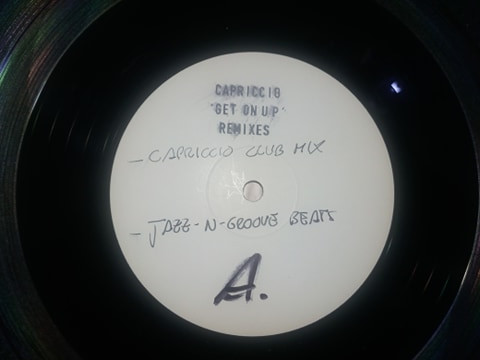 CAPRICCIO
"GET ON UP"
REMIXES
- CAPRICCIO CLUB MIX
- JAZZ-N-GROOVE BEATS
A.